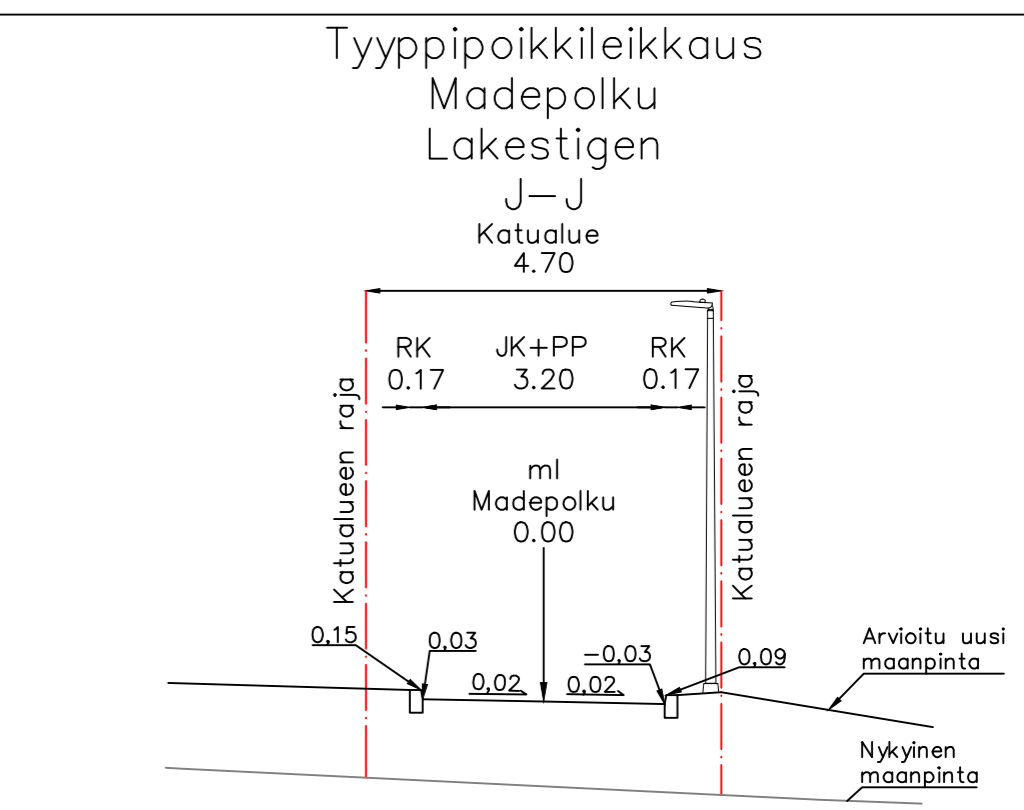 Tyyppipoikkileikkaus
Madepolku
Lakestigen
J–J
Katualue
4.70
RK JK+PP RK
0.17 3.20 0.17
Katualueen raja
Katualueen raja
ml
Madepolku
0.00
0,15
0,03
-0,03
0,09
0,02
0,02
Arvioitu uusi
maanpinta
Nykyinen
maanpinta